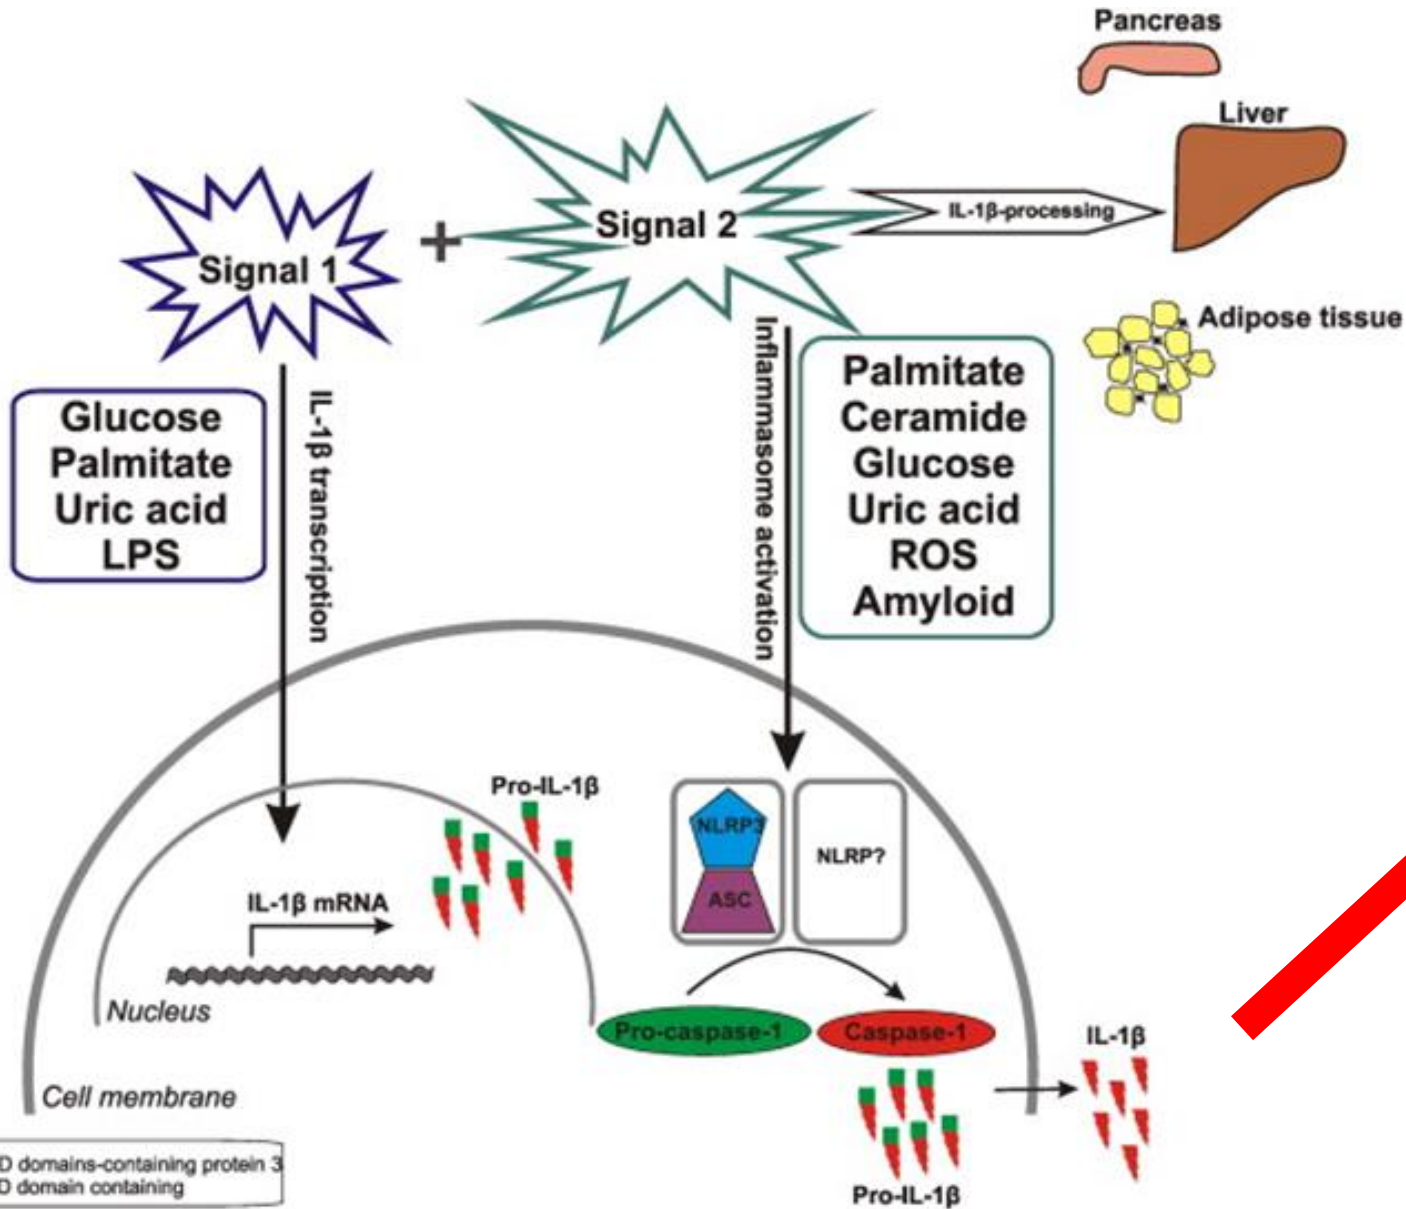 Pancreas
Liver
Signal 1
+
Signal 2
IL-1β-processing
Adipose tissue
Glucose
Palmitate
Uric acid
LPS
IL-1β transcription
Inflammasome activation
Palmitate
Ceramide
Glucose
Uric acid
ROS
Amyloid
Pro-IL-1β
NLRP3
ASC
NLRP?
IL-1β mRNA
Nucleus
Pro-caspase-1
Caspase-1
IL-1β
Cell membrane
Pro-IL-1β
D domains-containing protein 3
D domain containing